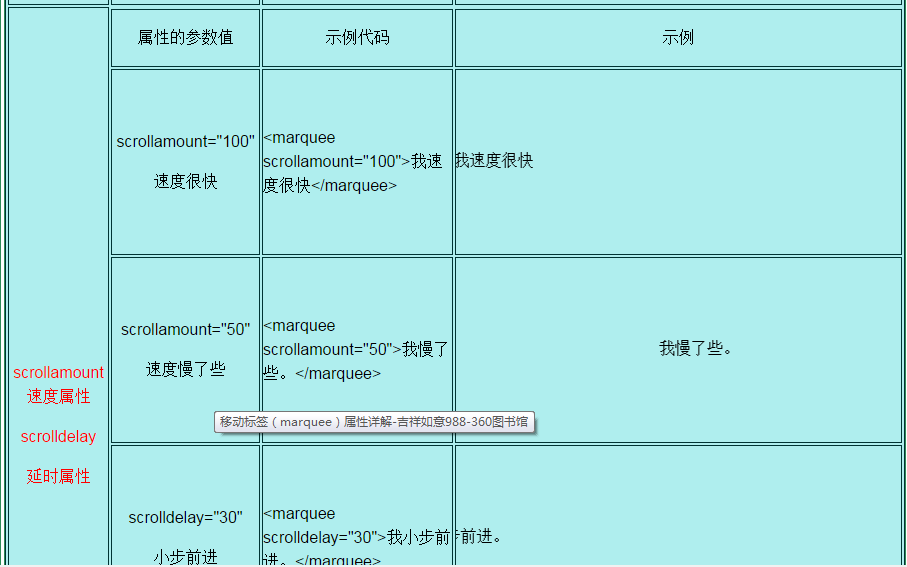 属性的参数值
示例代码
示例
scrollamount="100"
速度很快
<marquee
scrollamount="100">我速
度很快</marquee>
我速度很快
scrollamount="50"
速度慢了些
<marquee
scrollamount="50">我慢了
些。</marquee>
我慢了些。
scrollamount
速度属性
scrolldelay
延时属性
移动标签（marquee）属性详解-吉祥如意988-360图书馆
scrolldelay="30"
小步前进
<marquee
scrolldelay="30">我小步前
进。</marquee>
前进。